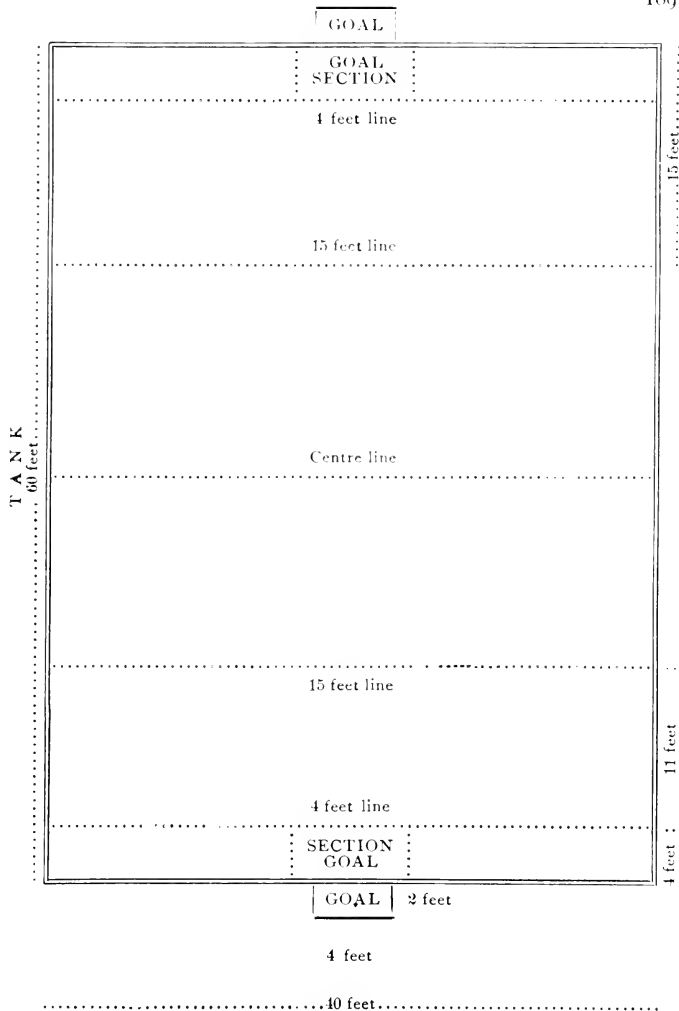 109
GOAL
GOAL
SECTION
4 feet line
15 feet
15 feet line
TANK
60 feet
Centre line
15 feet line
11 feet
4 feet line
SECTION
GOAL
4 feet
GOAL 2 feet
4 feet
40 feet